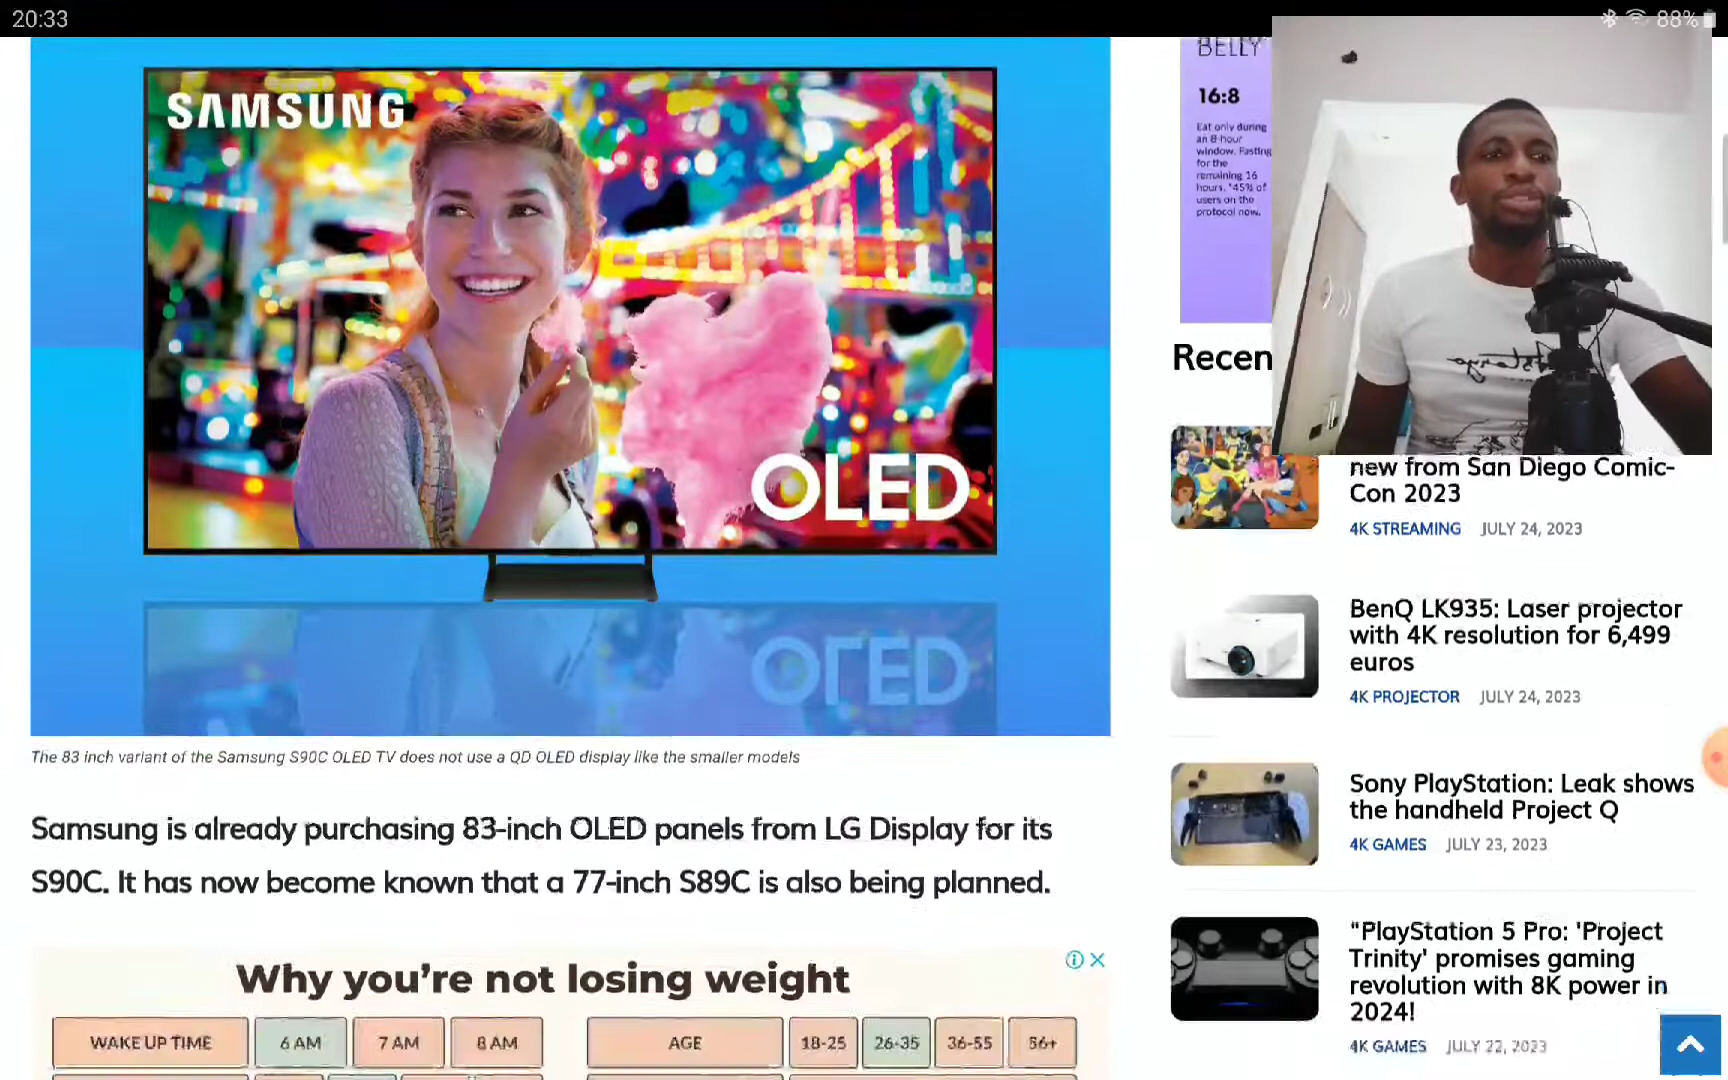 20:33
88%
SAMSUNG
OLED
OLED
The 83 inch variant of the Samsung S90C OLED TV does not use a QD OLED display like the smaller models
Samsung is already purchasing 83-inch OLED panels from LG Display for its
S90C. It has now become known that a 77-inch S89C is also being planned.
Why you're not losing weight
WAKE UP TIME 6 AM 7 AM 8 AM
AGE 18-25 26-35 36-55 56+
BELLY
16:8
Eat only during
an 8-hour
window. Fasting
for the
remaining 16
hours. *45% of
users on the
protocol now.
Recen
new from San Diego Comic-
Con 2023
4K STREAMING JULY 24, 2023
BenQ LK935: Laser projector
with 4K resolution for 6,499
euros
4K PROJECTOR JULY 24, 2023
Sony PlayStation: Leak shows
the handheld Project Q
4K GAMES JULY 23, 2023
"PlayStation 5 Pro: 'Project
Trinity' promises gaming
revolution with 8K power in
2024!
4K GAMES JULY 22, 2023